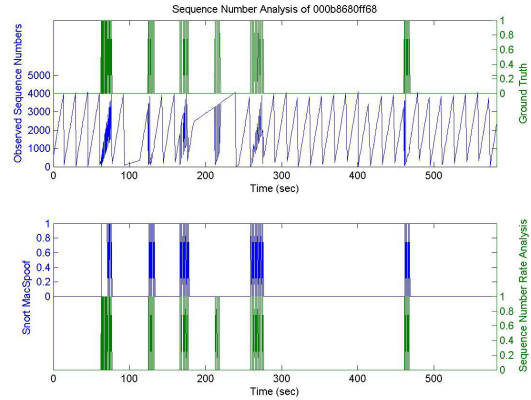 Sequence Number Analysis of 000b8680ff68
Observed Sequence Numbers
5000
4000
3000
2000
1000
0
1
0.8
0.6
0.4
0.2
0
Ground Truth
0 100 200 300 400 500
Time (sec)
Snort MacSpoof
1
0.8
0.6
0.4
0.2
0
1
0.8
0.6
0.4
0.2
0
Sequence Number Rate Analysis
0 100 200 300 400 500
Time (sec)